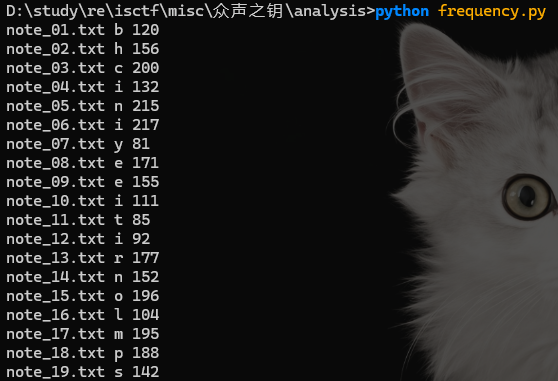 D:\study\re\isctf\misc\众声之钥\analysis>python frequency.py
note_01.txt b 120
note_02.txt h 156
note_03.txt c 200
note_04.txt i 132
note_05.txt n 215
note_06.txt i 217
note_07.txt y 81
note_08.txt e 171
note_09.txt e 155
note_10.txt i 111
note_11.txt t 85
note_12.txt i 92
note_13.txt r 177
note_14.txt n 152
note_15.txt o 196
note_16.txt l 104
note_17.txt m 195
note_18.txt p 188
note_19.txt s 142